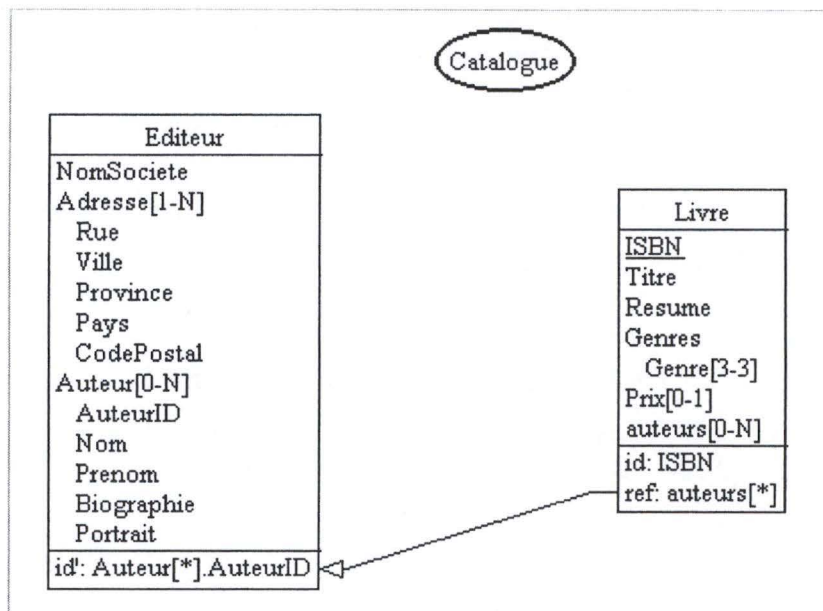 Catalogue
Editeur
NomSociete
Adresse[1-N]
Rue
Ville
Province
Pays
CodePostal
Auteur[0-N]
AuteurID
Nom
Prenom
Biographie
Portrait
id': Auteur[*].AuteurID
Livre
ISBN
Titre
Resume
Genres
Genre[3-3]
Prix[0-1]
auteurs[0-N]
id: ISBN
ref: auteurs[*]